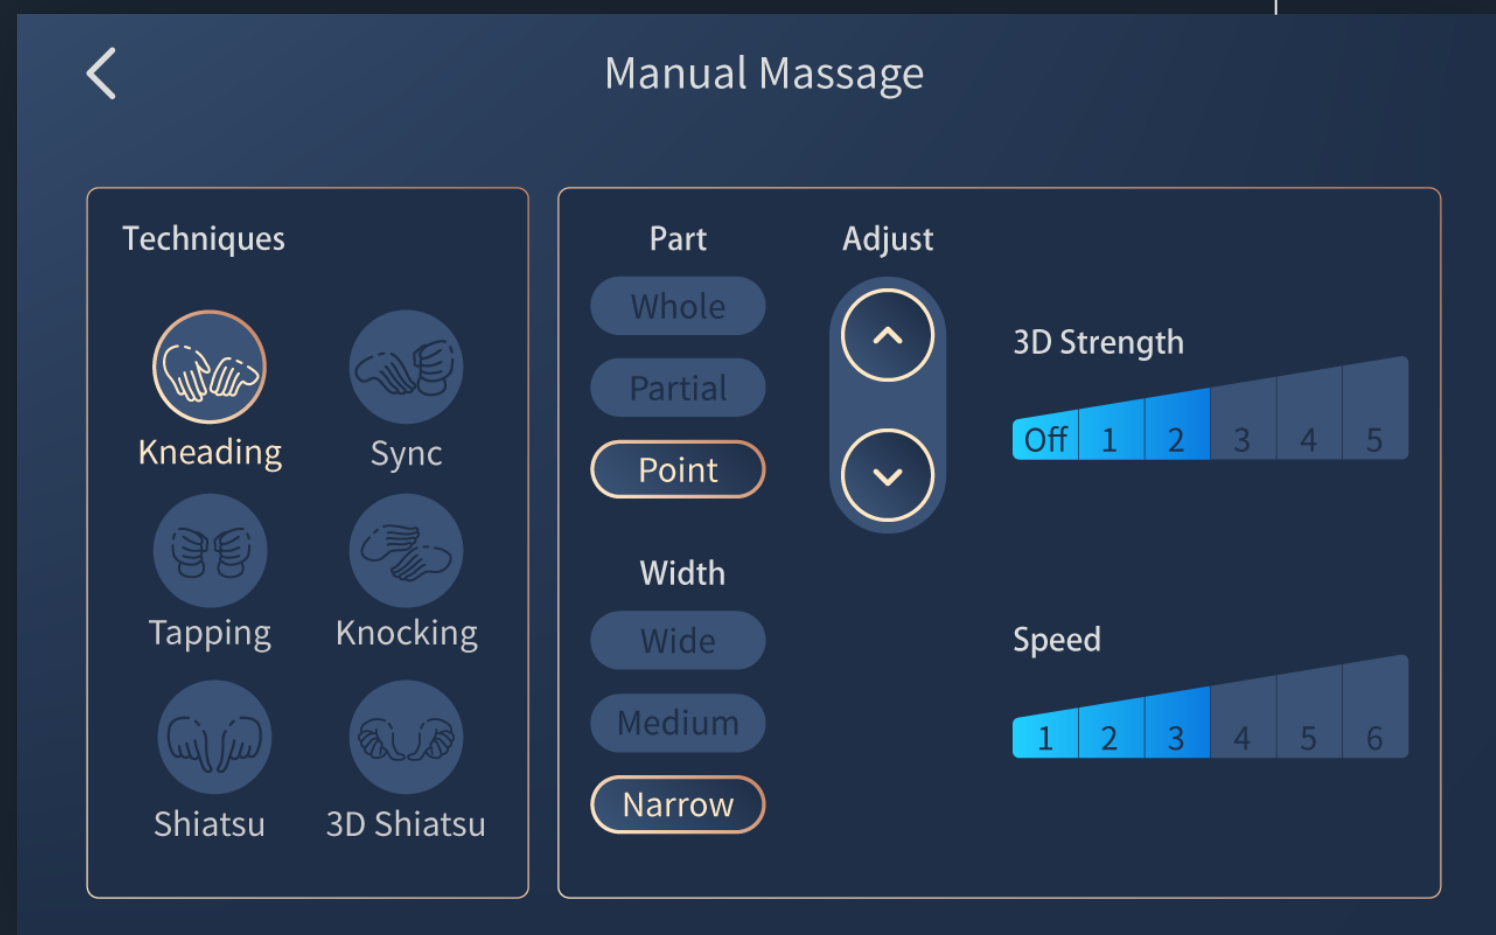 Manual Massage
Techniques
Kneading
Sync
Tapping
Knocking
Shiatsu
3D Shiatsu
Part
Whole
Partial
Point
Width
Wide
Medium
Narrow
Adjust
3D Strength
Off 1 2 3 4 5
Speed
1 2 3 4 5 6